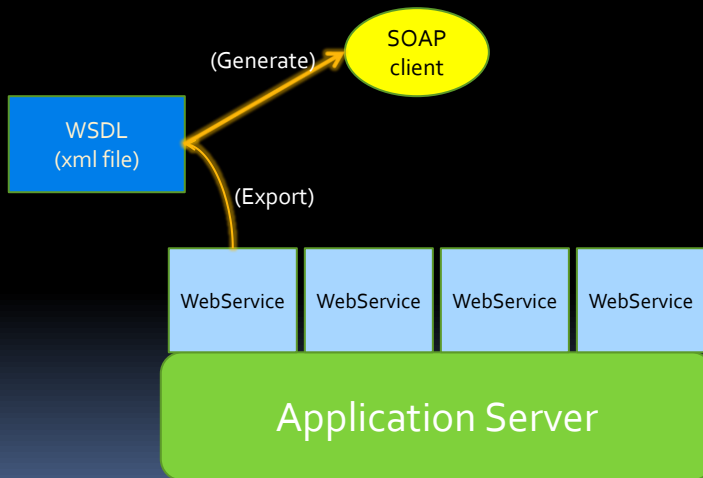 SOAP
client
(Generate)
WSDL
(xml file)
(Export)
WebService
WebService
WebService
WebService
Application Server